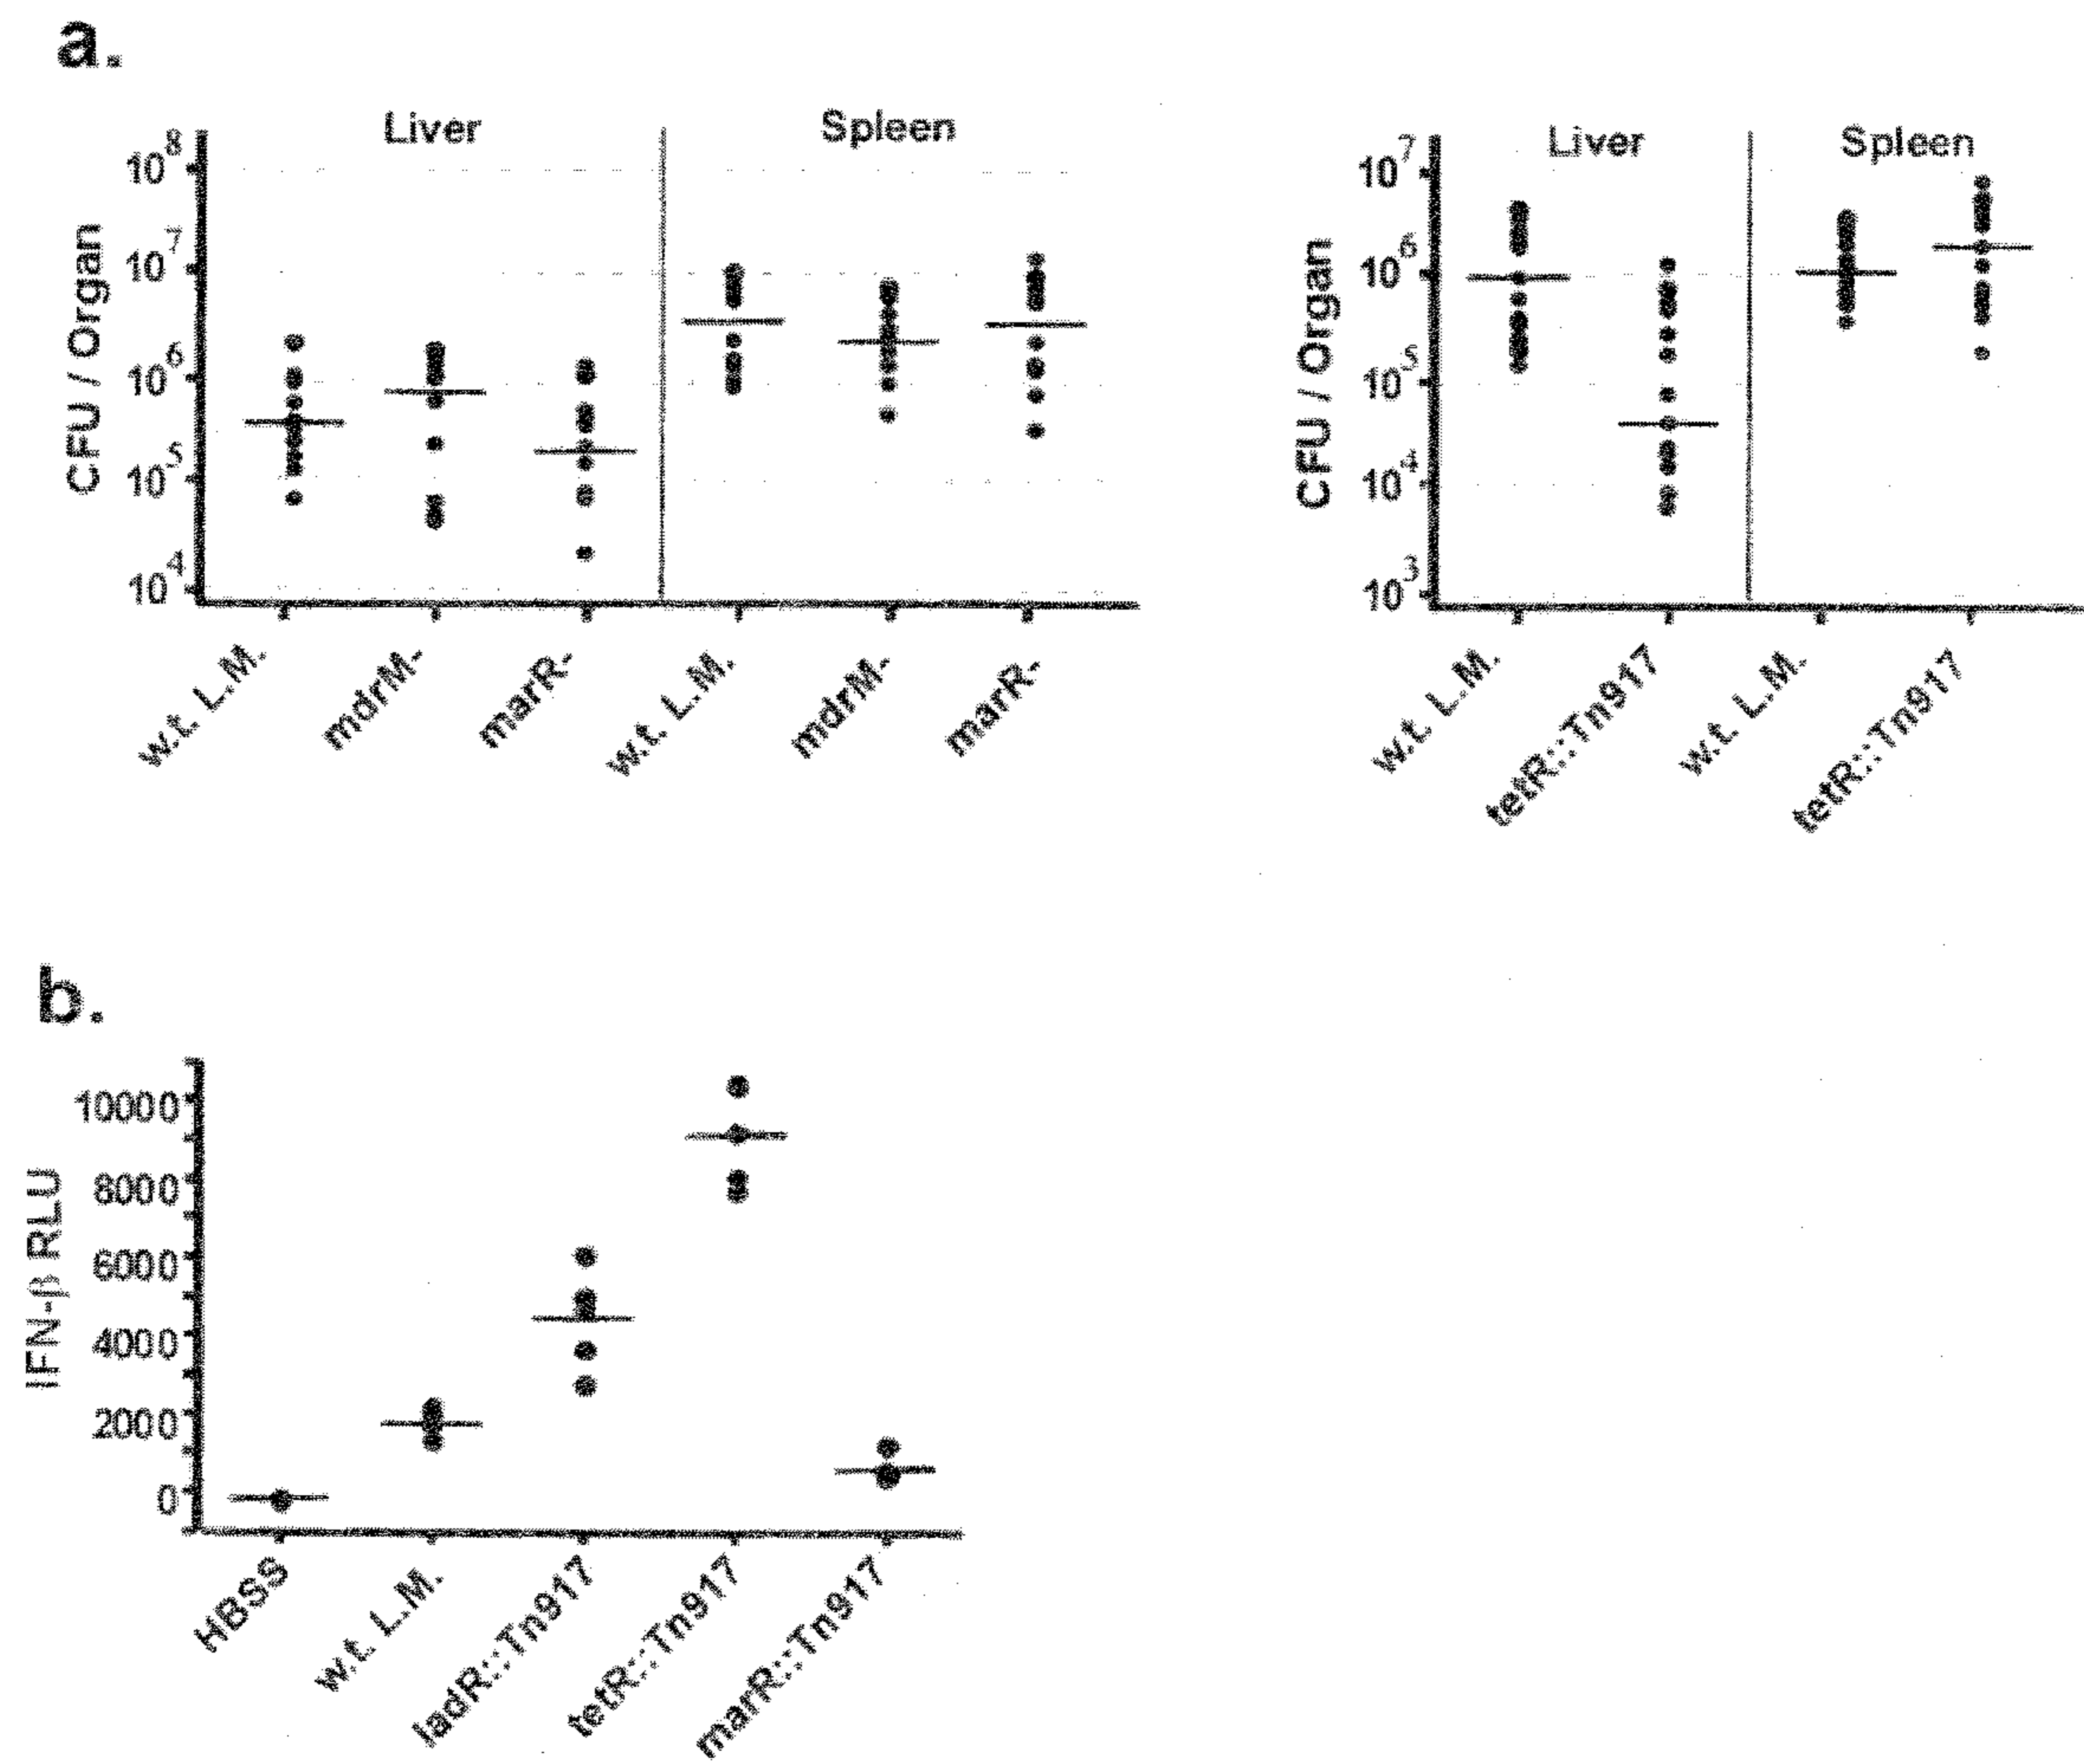 a.
Liver Spleen
10^8
10^7
10^6
10^5
10^4
CFU / Organ
w.t. L.M.
mdrM-
marR-
w.t. L.M.
mdrM-
marR-
Liver Spleen
10^7
10^6
10^5
10^4
10^3
CFU / Organ
w.t. L.M.
tetR::Tn917
w.t. L.M.
tetR::Tn917
b.
10000
8000
6000
4000
2000
0
IFN-β RLU
HBSS
w.t. L.M.
ladR::Tn917
tetR::Tn917
marR::Tn917